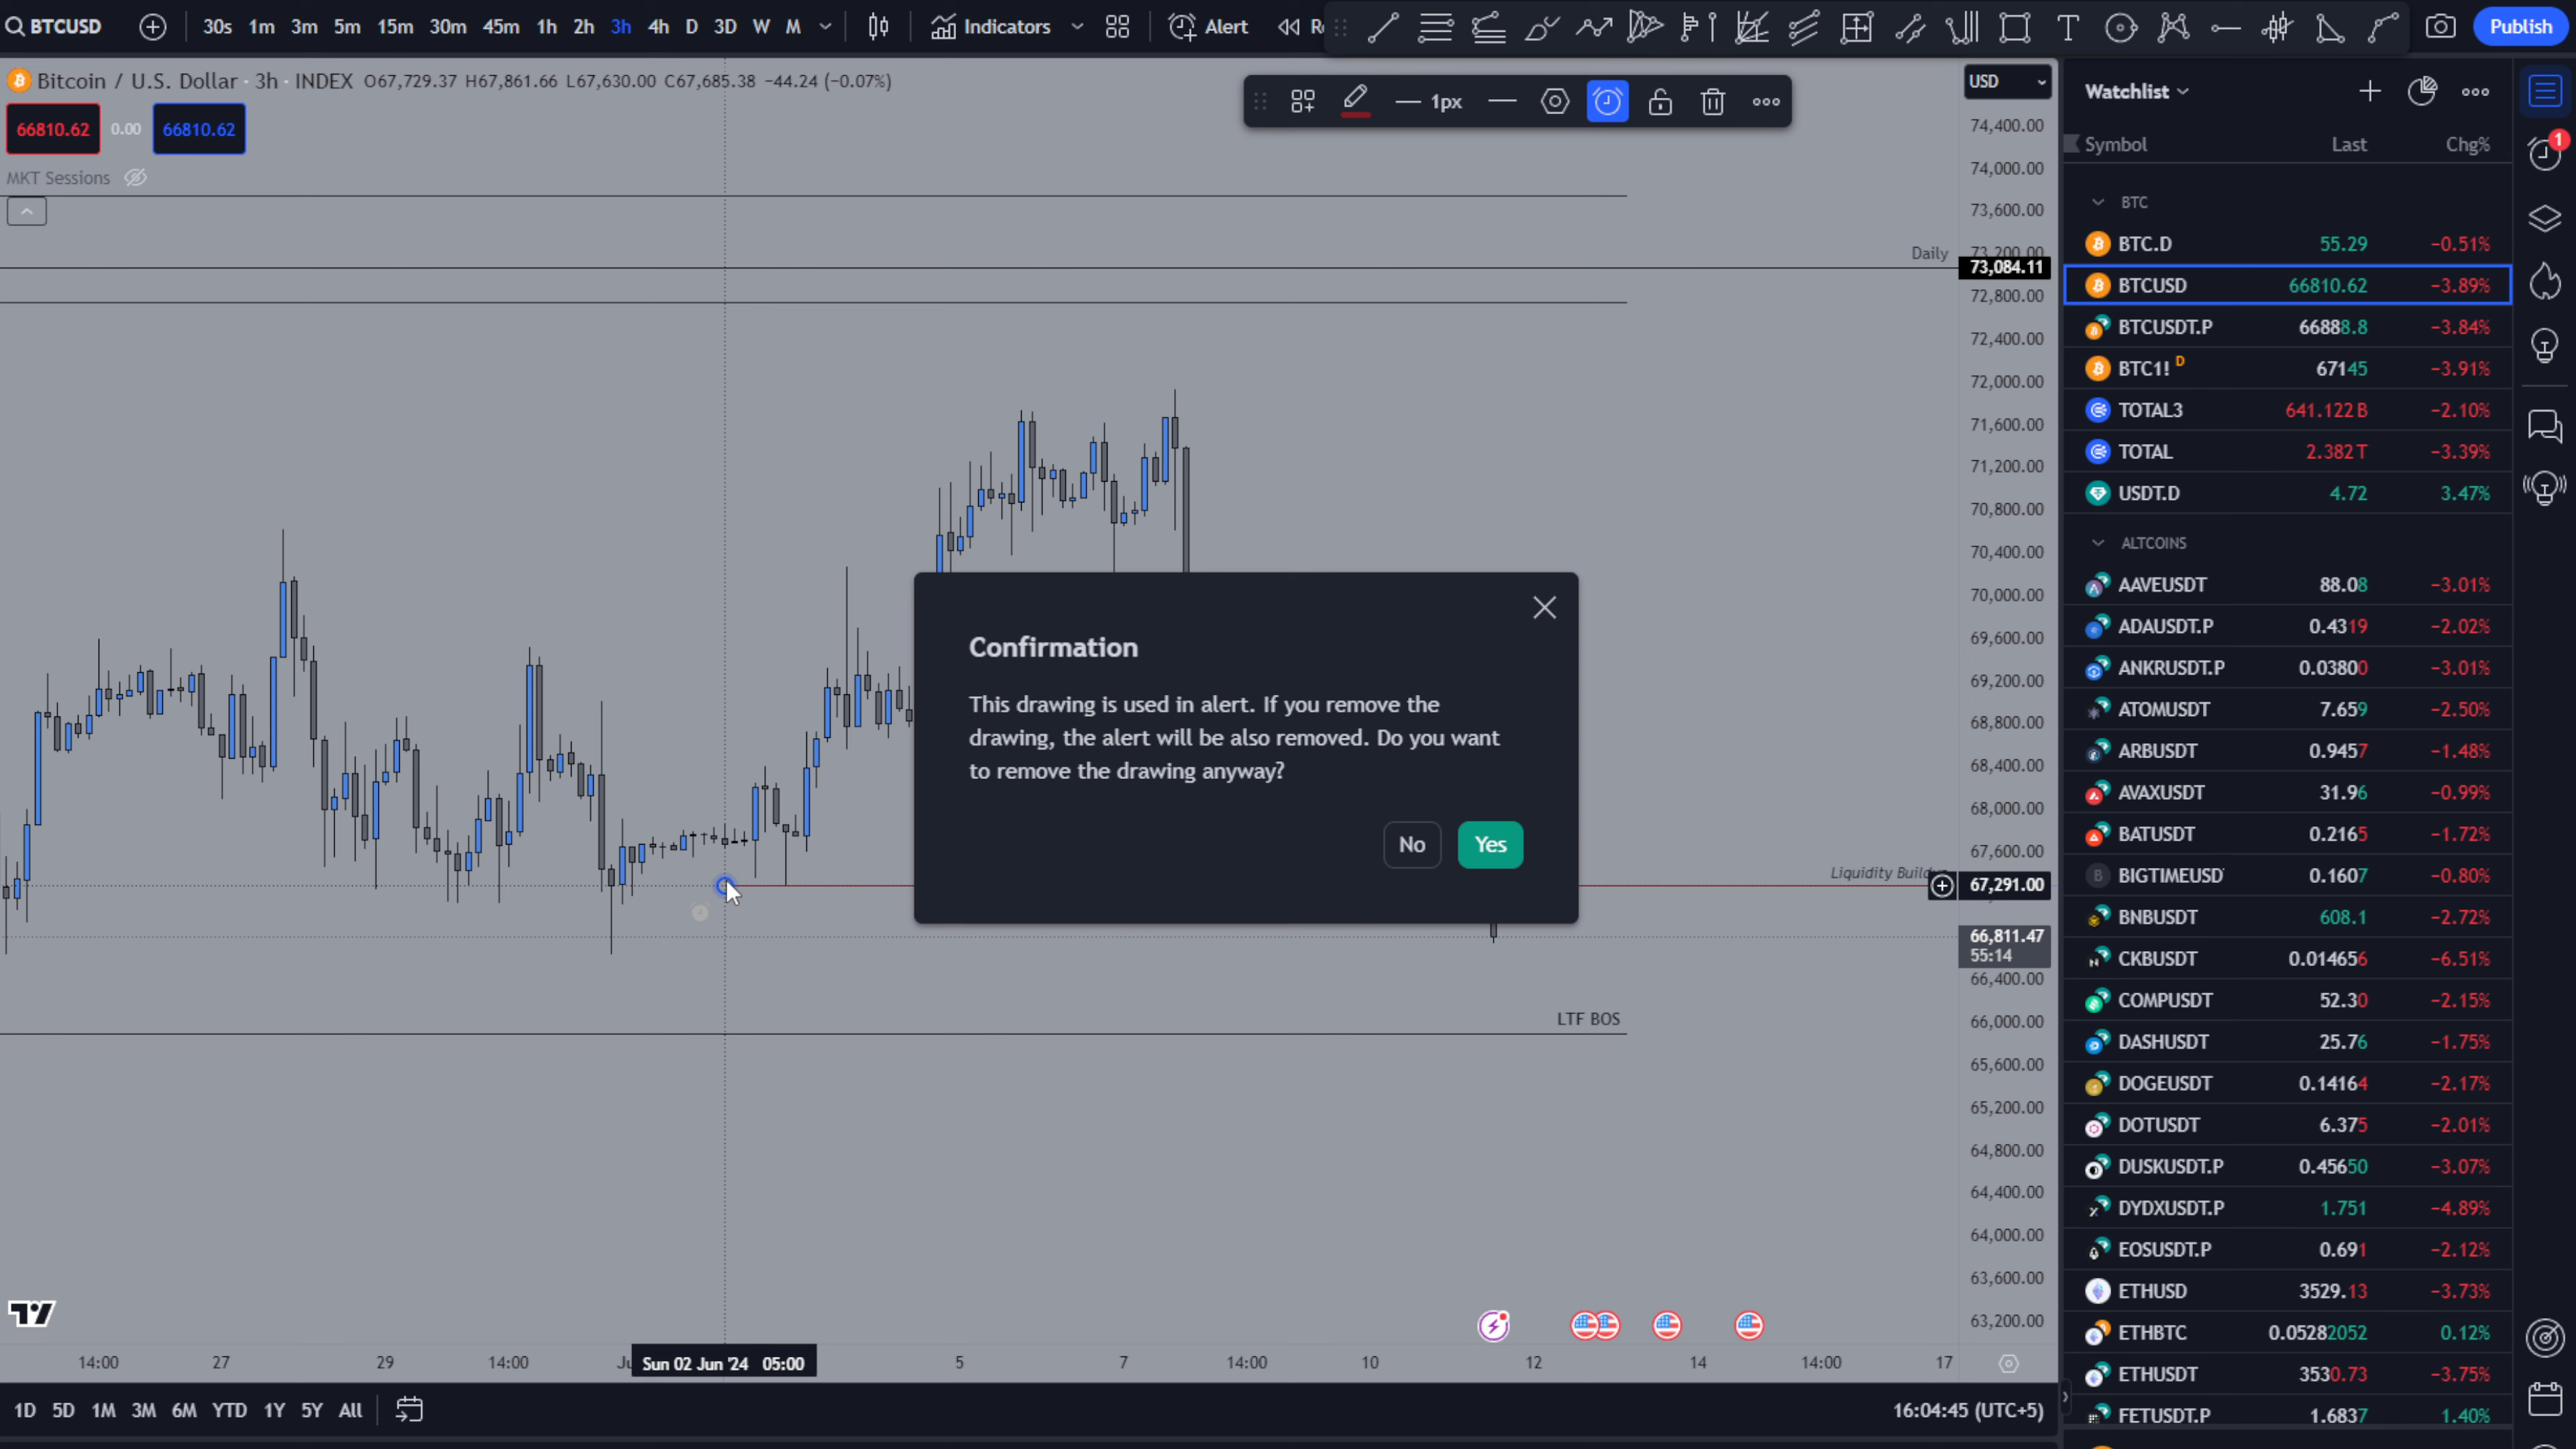 BTCUSD 30s 1m 3m 5m 15m 30m 45m 1h 2h 3h 4h D 3D W M Indicators Alert Publish
Bitcoin / U.S. Dollar · 3h · INDEX O67,729.37 H67,861.66 L67,630.00 C67,685.38 −44.24 (−0.07%)
66810.62 0.00 66810.62
MKT Sessions
1px
USD
74,400.00
74,000.00
73,600.00
Daily 73,200.00
73,084.11
72,800.00
72,400.00
72,000.00
71,600.00
71,200.00
70,800.00
70,400.00
70,000.00
69,600.00
69,200.00
68,800.00
68,400.00
68,000.00
67,600.00
Liquidity
67,291.00
66,811.47
55:14
66,400.00
LTF BOS
66,000.00
65,600.00
65,200.00
64,800.00
64,400.00
64,000.00
63,600.00
63,200.00
Confirmation
This drawing is used in alert. If you remove the
drawing, the alert will be also removed. Do you want
to remove the drawing anyway?
No Yes
14:00 27 29 14:00 Sun 02 Jun '24 05:00 5 7 14:00 10 12 14 14:00 17
1D 5D 1M 3M 6M YTD 1Y 5Y All 16:04:45 (UTC+5)
Watchlist
1
Symbol Last Chg%
BTC
BTC.D 55.29 −0.51%
BTCUSD 66810.62 −3.89%
BTCUSDT.P 66888.8 −3.84%
BTC1! D 67145 −3.91%
TOTAL3 641.122 B −2.10%
TOTAL 2.382 T −3.39%
USDT.D 4.72 3.47%
ALTCOINS
AAVEUSDT 88.08 −3.01%
ADAUSDT.P 0.4319 −2.02%
ANKRUSDT.P 0.03800 −3.01%
ATOMUSDT 7.659 −2.50%
ARBUSDT 0.9457 −1.48%
AVAXUSDT 31.96 −0.99%
BATUSDT 0.2165 −1.72%
BIGTIMEUSD 0.1607 −0.80%
BNBUSDT 608.1 −2.72%
CKBUSDT 0.014656 −6.51%
COMPUSDT 52.30 −2.15%
DASHUSDT 25.76 −1.75%
DOGEUSDT 0.14164 −2.17%
DOTUSDT 6.375 −2.01%
DUSKUSDT.P 0.45650 −3.07%
DYDXUSDT.P 1.751 −4.89%
EOSUSDT.P 0.691 −2.12%
ETHUSD 3529.13 −3.73%
ETHBTC 0.05282052 0.12%
ETHUSDT 3530.73 −3.75%
FETUSDT.P 1.6837 1.40%